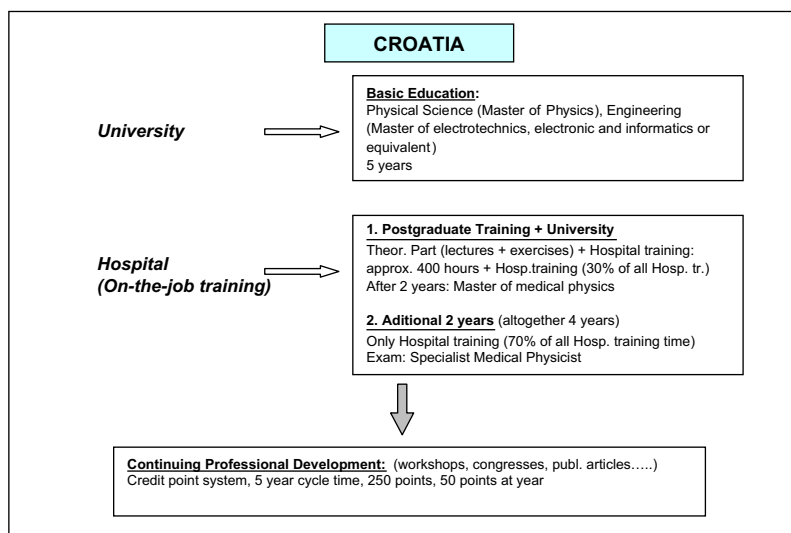 CROATIA
University
Basic Education:
Physical Science (Master of Physics), Engineering
(Master of electrotechnics, electronic and informatics or
equivalent)
5 years
Hospital
(On-the-job training)
1. Postgraduate Training + University
Theor. Part (lectures + exercises) + Hospital training:
approx. 400 hours + Hosp.training (30% of all Hosp. tr.)
After 2 years: Master of medical physics
2. Aditional 2 years (altogether 4 years)
Only Hospital training (70% of all Hosp. training time)
Exam: Specialist Medical Physicist
Continuing Professional Development: (workshops, congresses, publ. articles…..)
Credit point system, 5 year cycle time, 250 points, 50 points at year